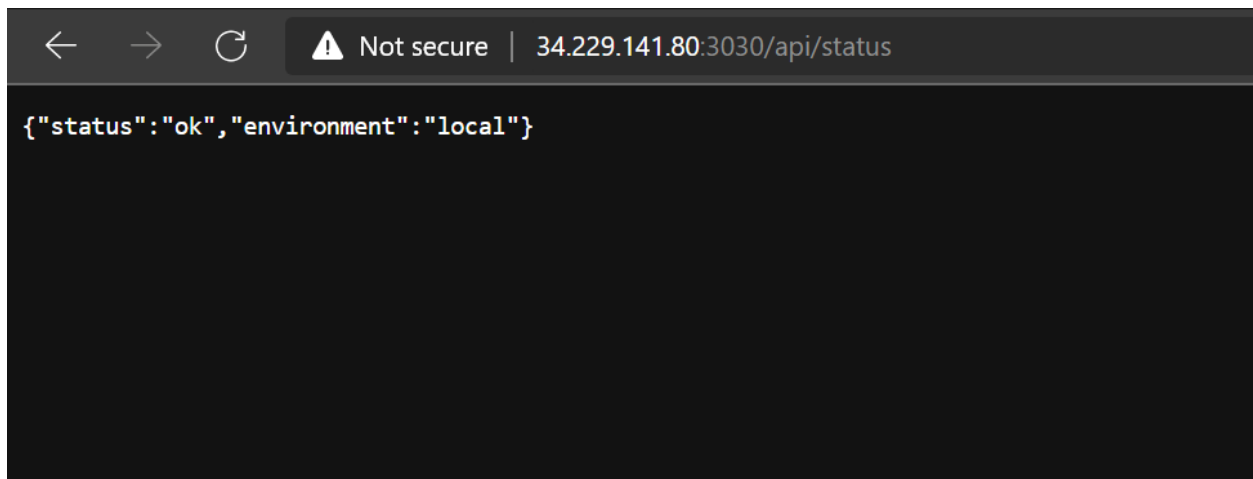 Not secure | 34.229.141.80:3030/api/status
{"status":"ok","environment":"local"}